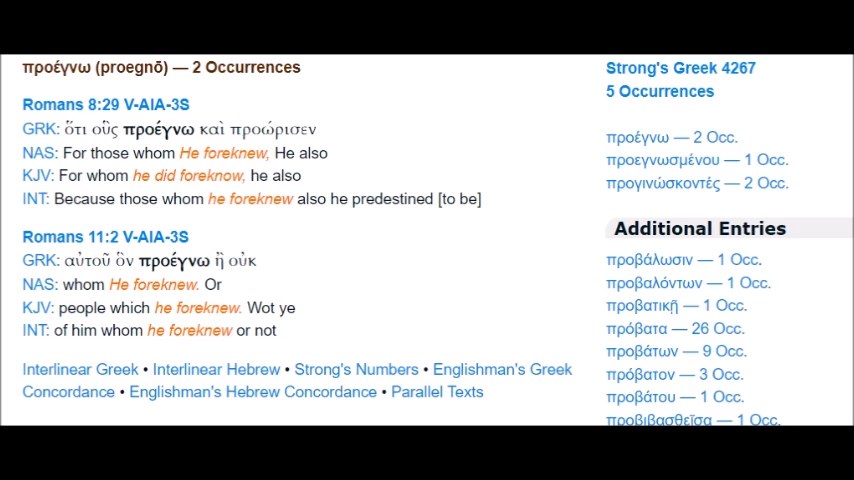 προέγνω (proegnō) — 2 Occurrences
Romans 8:29 V-AIA-3S
GRK: ὅτι οὓς προέγνω καὶ προώρισεν
NAS: For those whom He foreknew, He also
KJV: For whom he did foreknow, he also
INT: Because those whom he foreknew also he predestined [to be]
Romans 11:2 V-AIA-3S
GRK: αὐτοῦ ὃν προέγνω ἢ οὐκ
NAS: whom He foreknew. Or
KJV: people which he foreknew. Wot ye
INT: of him whom he foreknew or not
Interlinear Greek • Interlinear Hebrew • Strong's Numbers • Englishman's Greek
Concordance • Englishman's Hebrew Concordance • Parallel Texts
Strong's Greek 4267
5 Occurrences
προέγνω — 2 Occ.
προεγνωσμένου — 1 Occ.
προγινώσκοντές — 2 Occ.
Additional Entries
προβάλωσιν — 1 Occ.
προβαλόντων — 1 Occ.
προβατικῇ — 1 Occ.
πρόβατα — 26 Occ.
προβάτων — 9 Occ.
πρόβατον — 3 Occ.
προβάτου — 1 Occ.
προβιβασθεῖσα — 1 Occ.